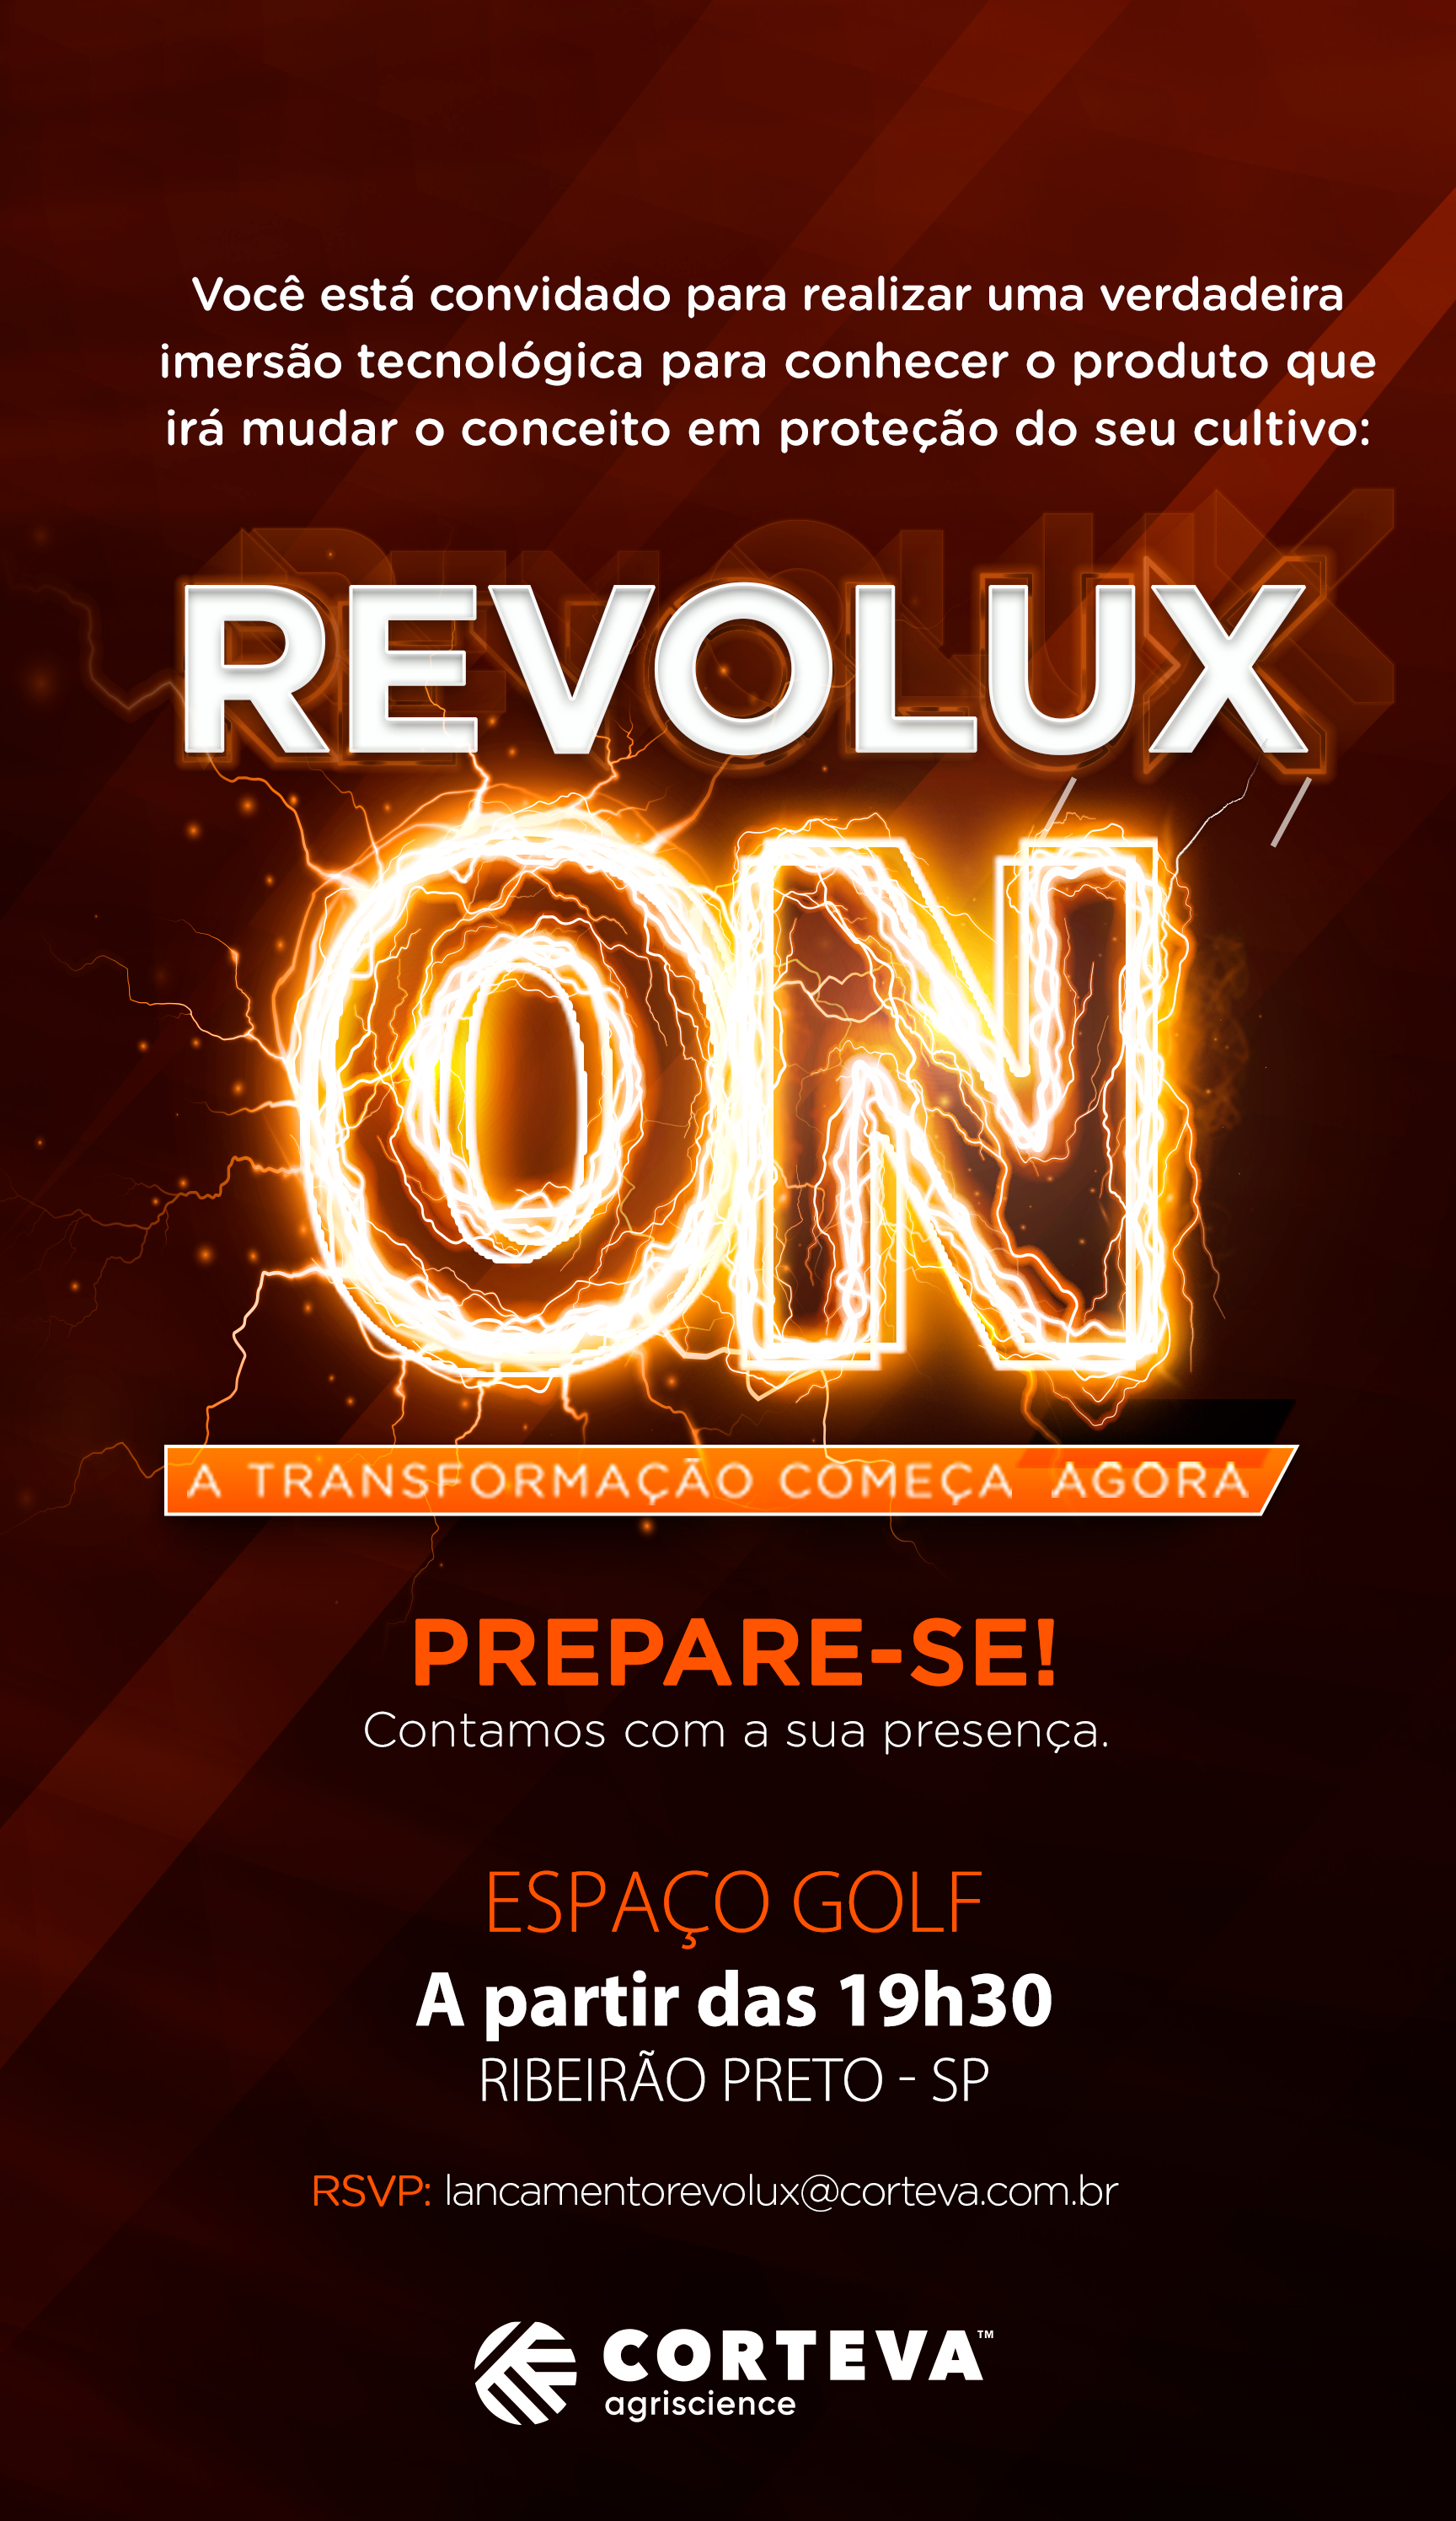 Você está convidado para realizar uma verdadeira
imersão tecnológica para conhecer o produto que
irá mudar o conceito em proteção do seu cultivo:
REVOLUX
ON
A TRANSFORMAÇÃO COMEÇA AGORA
PREPARE-SE!
Contamos com a sua presença.
ESPAÇO GOLF
A partir das 19h30
RIBEIRÃO PRETO - SP
RSVP: lancamentorevolux@corteva.com.br
CORTEVA™
agriscience